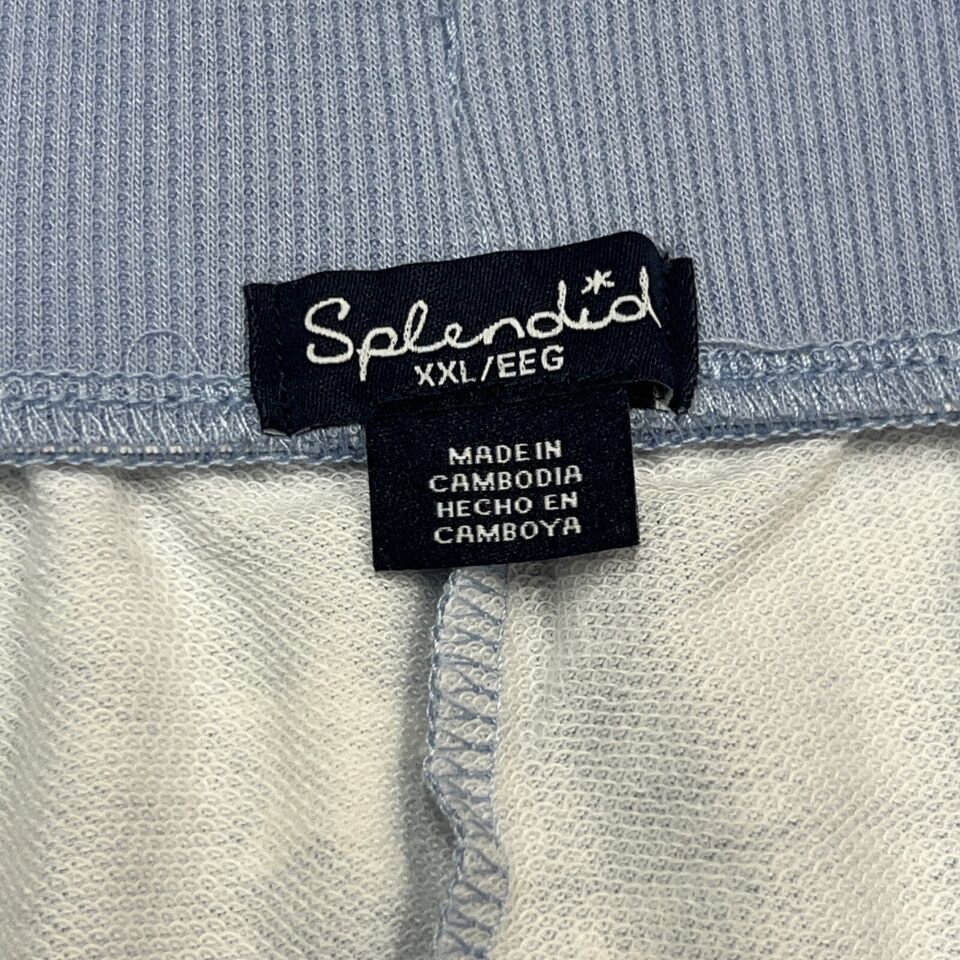 Splendid
XXL/EEG
MADE IN
CAMBODIA
HECHO EN
CAMBOYA